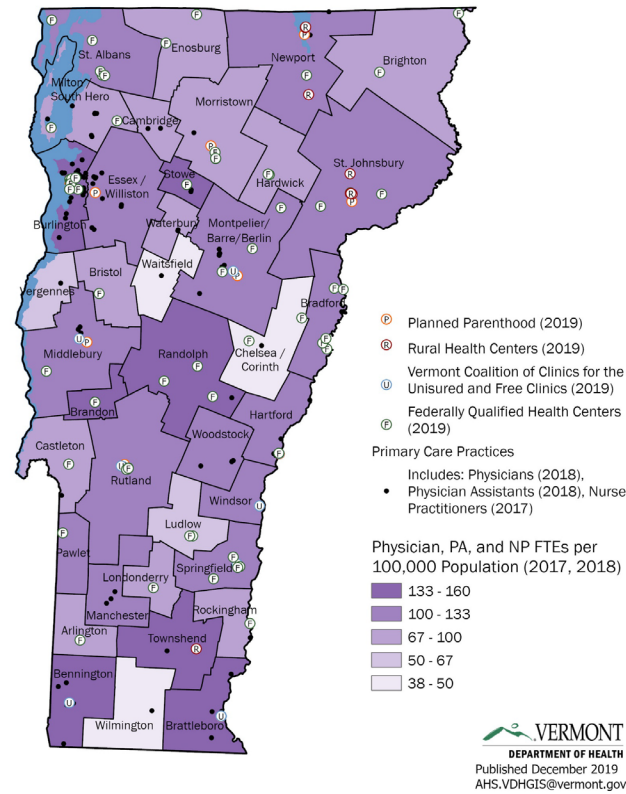 St. Albans
Enosburg
Newport
Brighton
Milton/
South Hero
Morristown
Cambridge
St. Johnsbury
Essex /
Williston
Stowe
Hardwick
Burlington
Waterbury
Montpelier/
Barre/Berlin
Waitsfield
Bristol
Vergennes
Bradford
Middlebury
Randolph
Chelsea /
Corinth
Brandon
Hartford
Woodstock
Castleton
Rutland
Windsor
Ludlow
Pawlet
Springfield
Londonderry
Manchester
Rockingham
Arlington
Townshend
Bennington
Wilmington
Brattleboro
P Planned Parenthood (2019)
R Rural Health Centers (2019)
U Vermont Coalition of Clinics for the
Unisured and Free Clinics
(2019)
F Federally Qualified Health Centers
(2019)
Primary Care Practices
Includes: Physicians (2018),
Physician Assistants (2018), Nurse
Practitioners (2017)
Physician, PA, and NP FTEs per
100,000 Population (2017, 2018)
133 - 160
100 - 133
67 - 100
50 - 67
38 - 50
VERMONT
DEPARTMENT OF HEALTH
Published December 2019
AHS.VDHGIS@vermont.gov